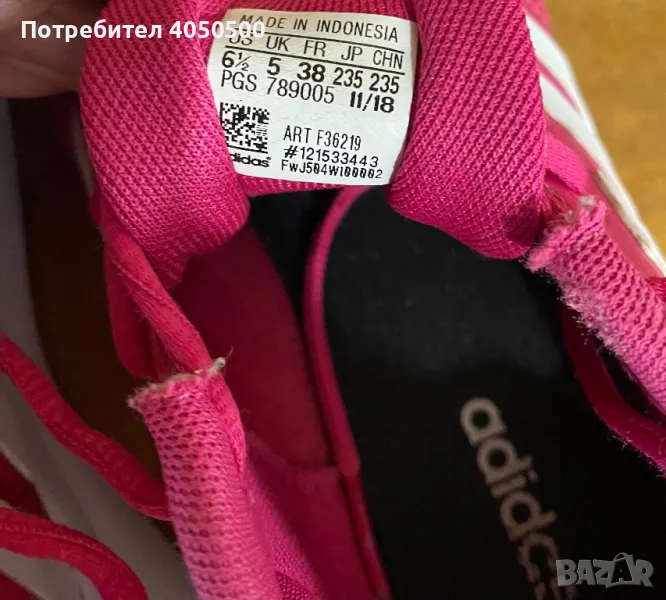 Потребител 4050500
MADE IN INDONESIA
US UK FR JP CHN
6½ 5 38 235 235
PGS 789005 11/18
ART F36219
#121533443
FWJ504W100002
adidas
adidas
BAZAR